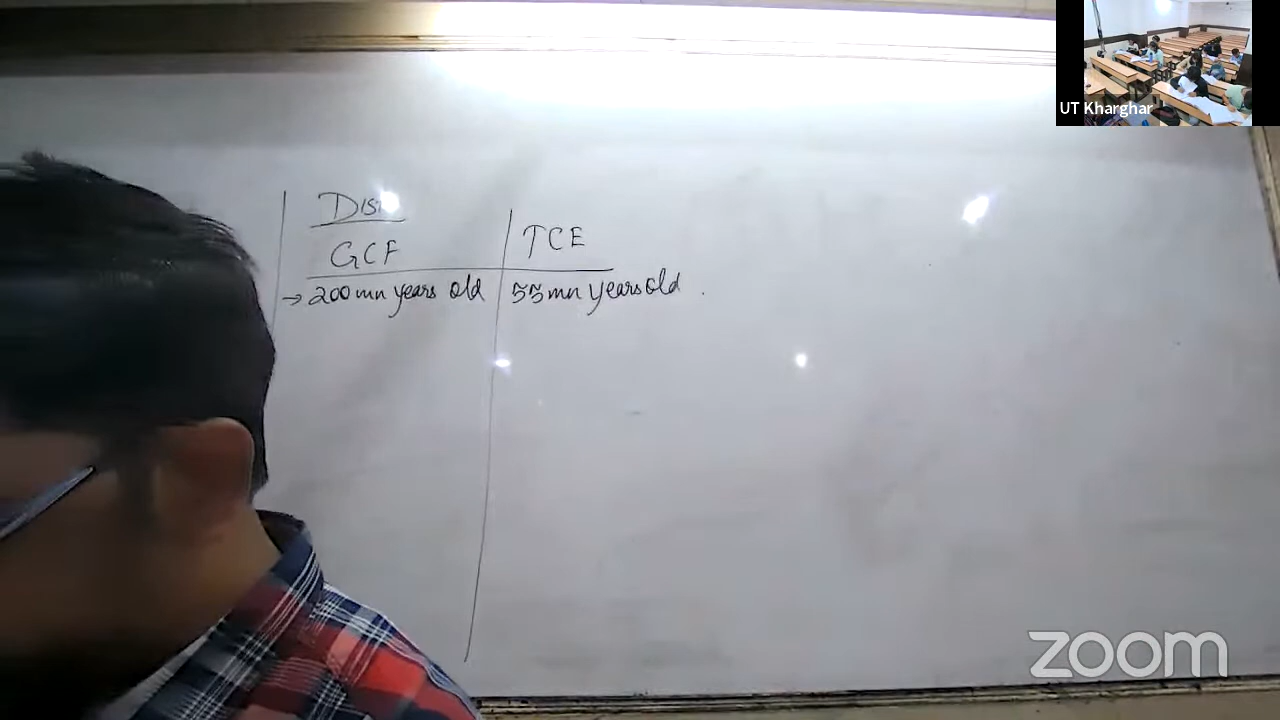 UT Kharghar
GCF
TCE
→ 200 mn years old
55 mn years old.
zoom